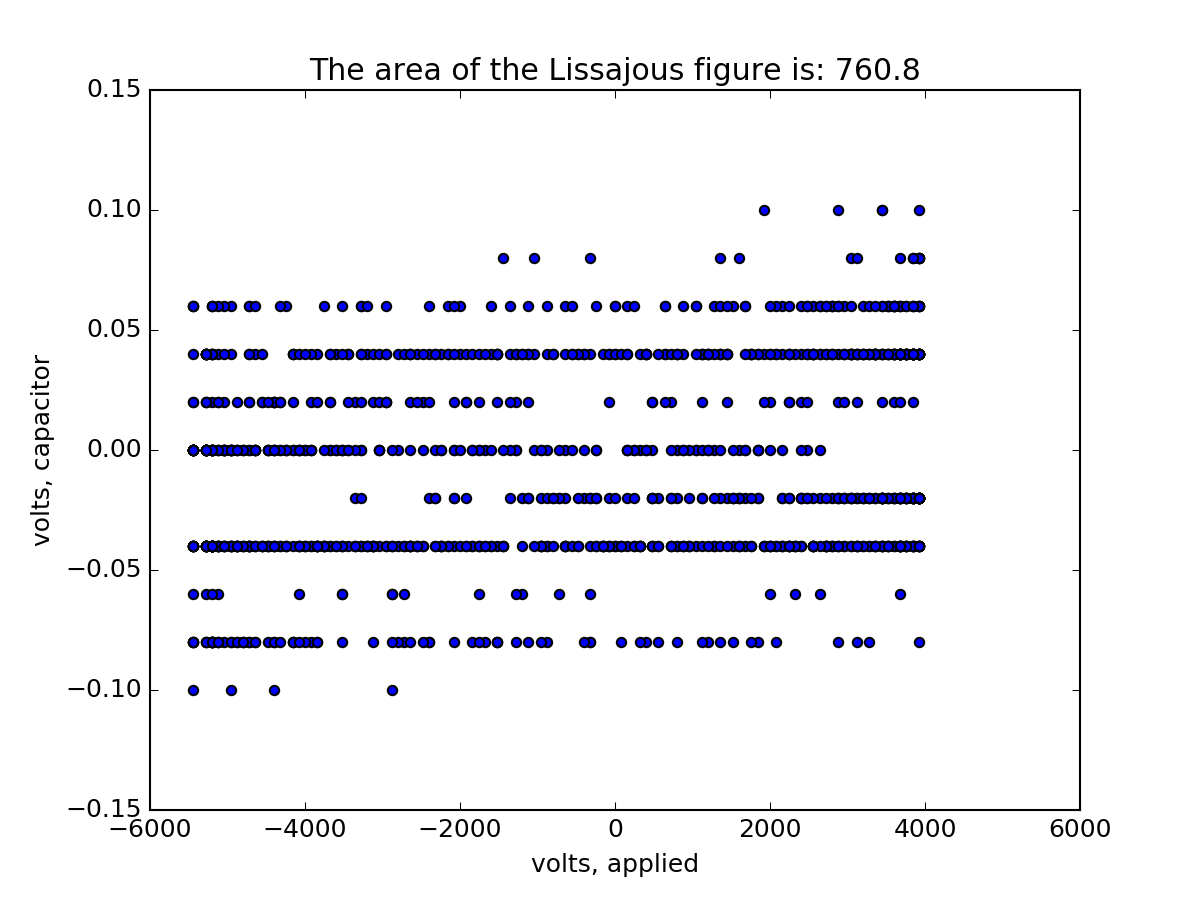 The area of the Lissajous figure is: 760.8
0.15
0.10
0.05
0.00
−0.05
−0.10
−0.15
volts, capacitor
−6000 −4000 −2000 0 2000 4000 6000
volts, applied